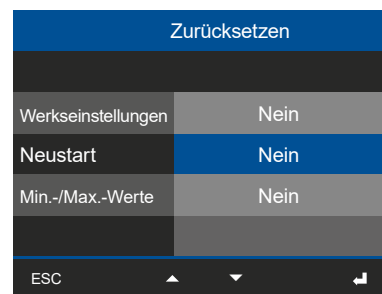 Zurücksetzen
Werkseinstellungen Nein
Neustart Nein
Min.-/Max.-Werte Nein
ESC